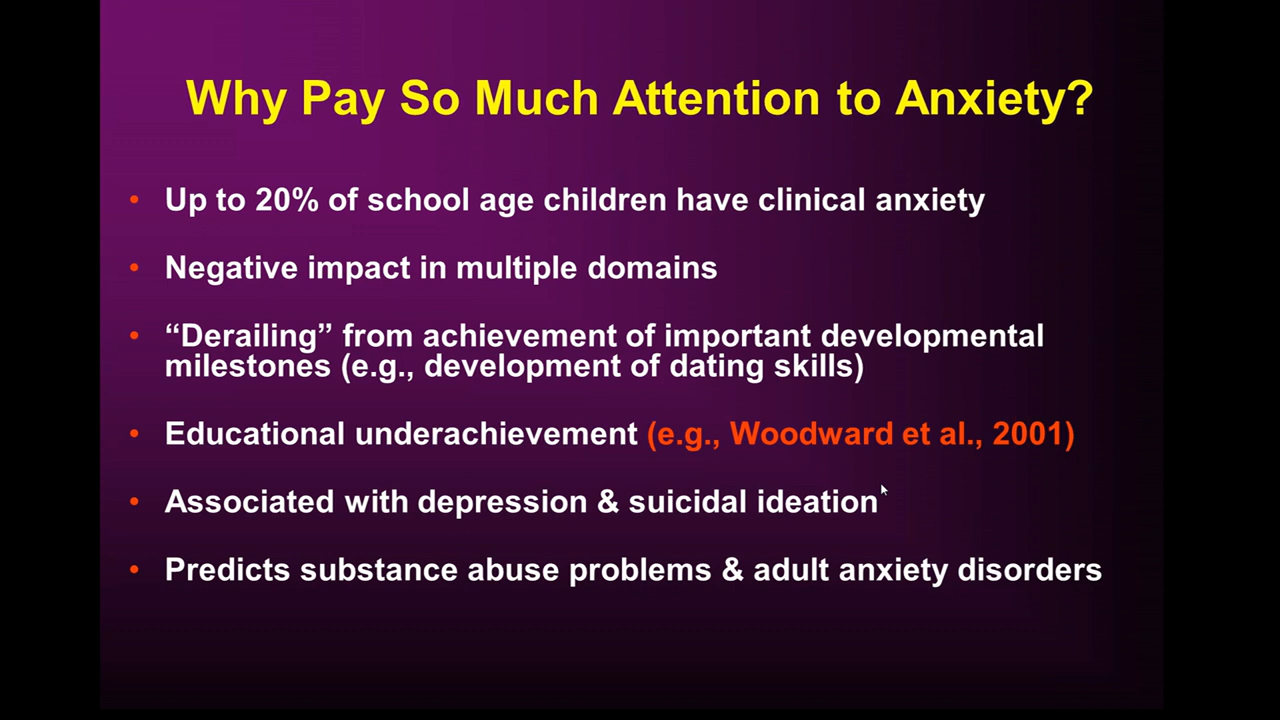 Why Pay So Much Attention to Anxiety?
• Up to 20% of school age children have clinical anxiety
• Negative impact in multiple domains
• “Derailing” from achievement of important developmental
milestones (e.g., development of dating skills)
• Educational underachievement (e.g., Woodward et al., 2001)
• Associated with depression & suicidal ideation
• Predicts substance abuse problems & adult anxiety disorders